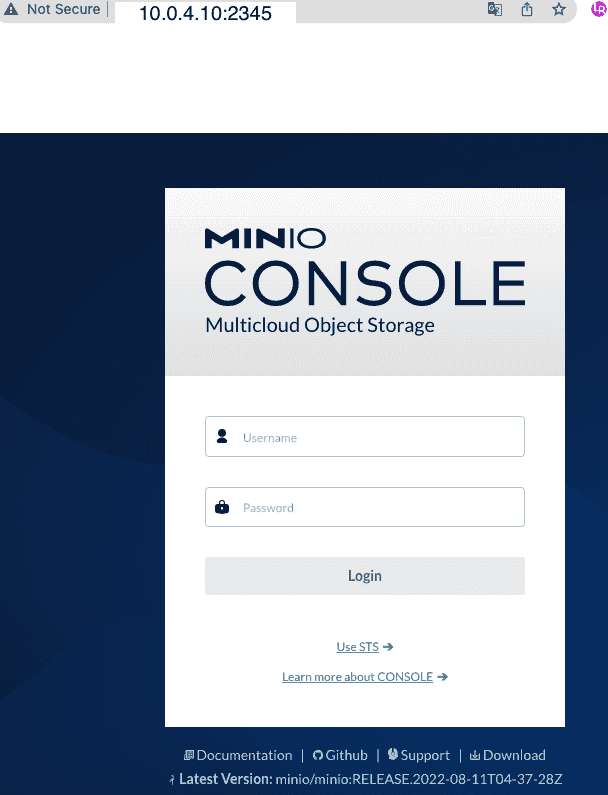 Not Secure
10.0.4.10:2345
LR
MINIO
CONSOLE
Multicloud Object Storage
Username
Password
Login
Use STS ➔
Learn more about CONSOLE ➔
Documentation | Github | Support | Download
Latest Version: minio/minio:RELEASE.2022-08-11T04-37-28Z